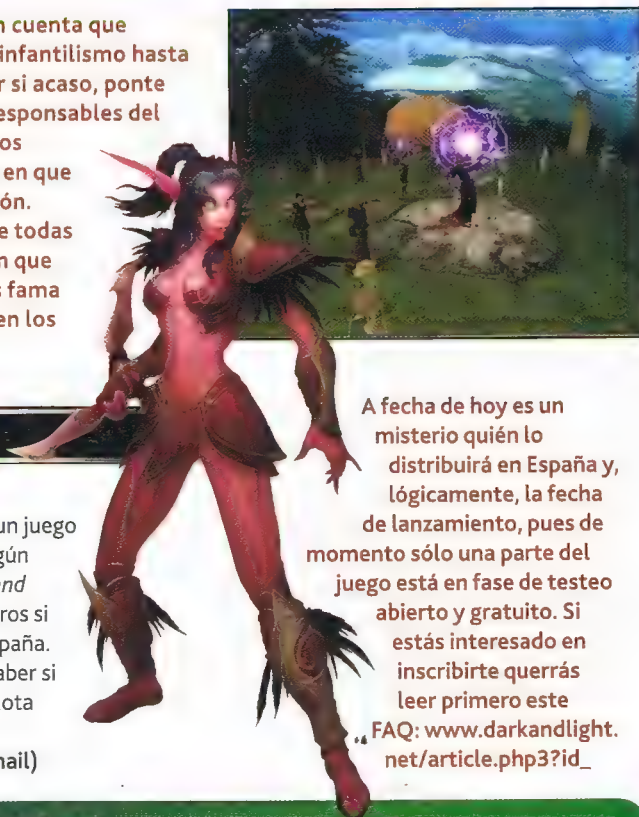 n cuenta que
infantilismo hasta
r si acaso, ponte
esponsables del
os
en que
ón.
e todas
n que
s fama
en los
un juego
gún
nd
ros si
paña.
aber si
ota
nail)
A fecha de hoy es un
misterio quién lo
distribuirá en España y,
lógicamente, la fecha
de lanzamiento, pues de
momento sólo una parte del
juego está en fase de testeo
abierto y gratuito. Si
estás interesado en
inscribirte querrás
leer primero este
FAQ: www.darkandlight.
net/article.php3?id_